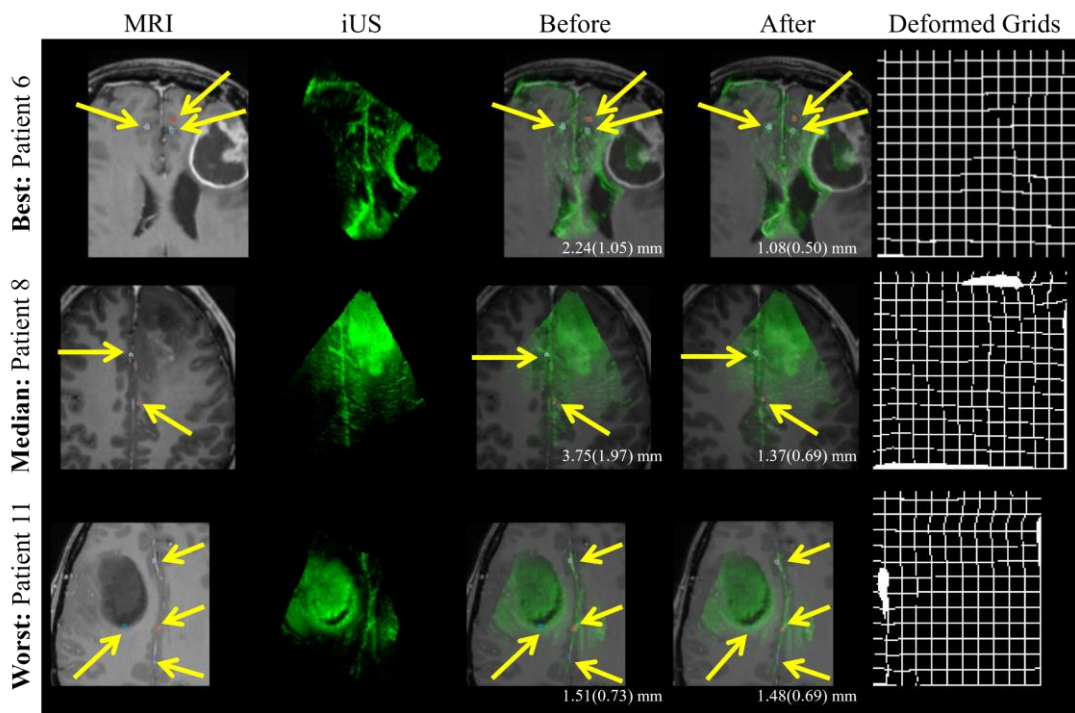 MRI iUS Before After Deformed Grids
Best: Patient 6
2.24(1.05) mm 1.08(0.50) mm
Median: Patient 8
3.75(1.97) mm 1.37(0.69) mm
Worst: Patient 11
1.51(0.73) mm 1.48(0.69) mm